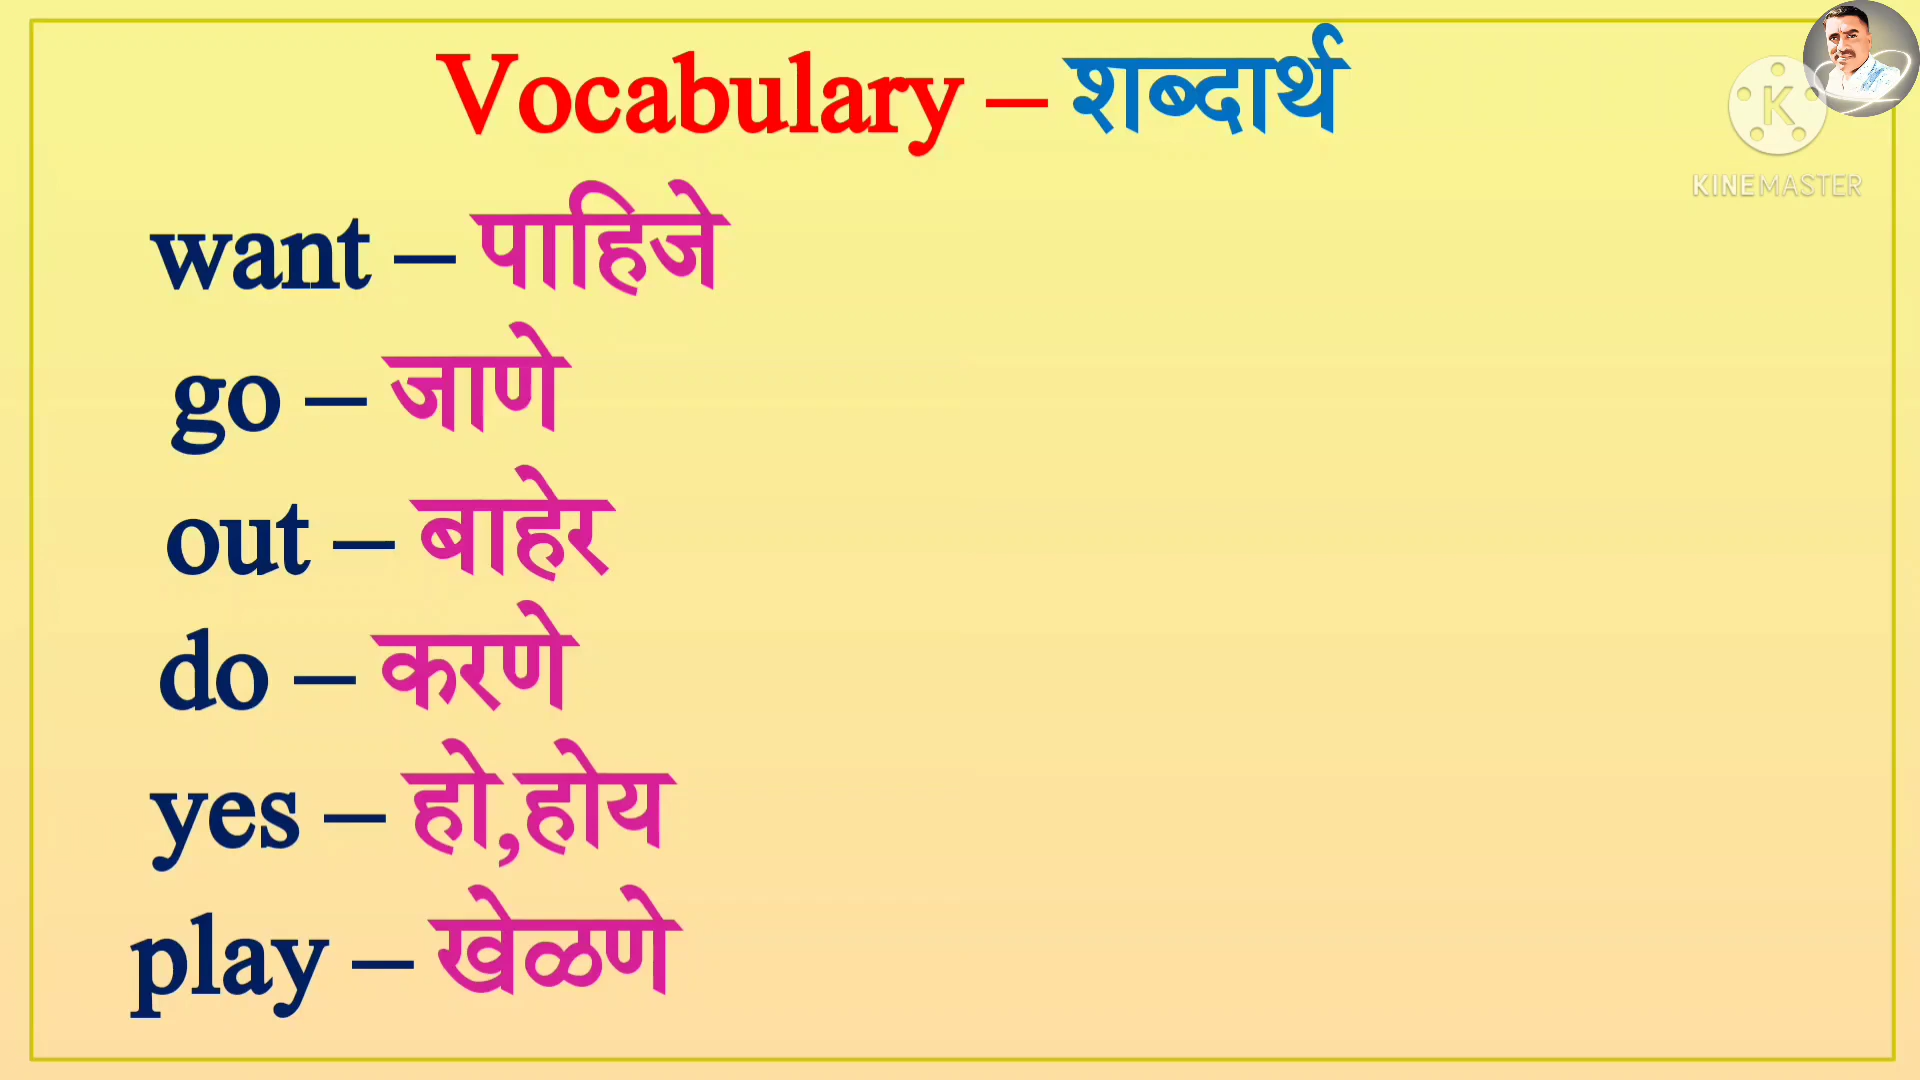 Vocabulary – शब्दार्थ
KINEMASTER
want – पाहिजे
go – जाणे
out – बाहेर
do – करणे
yes – हो,होय
play – खेळणे